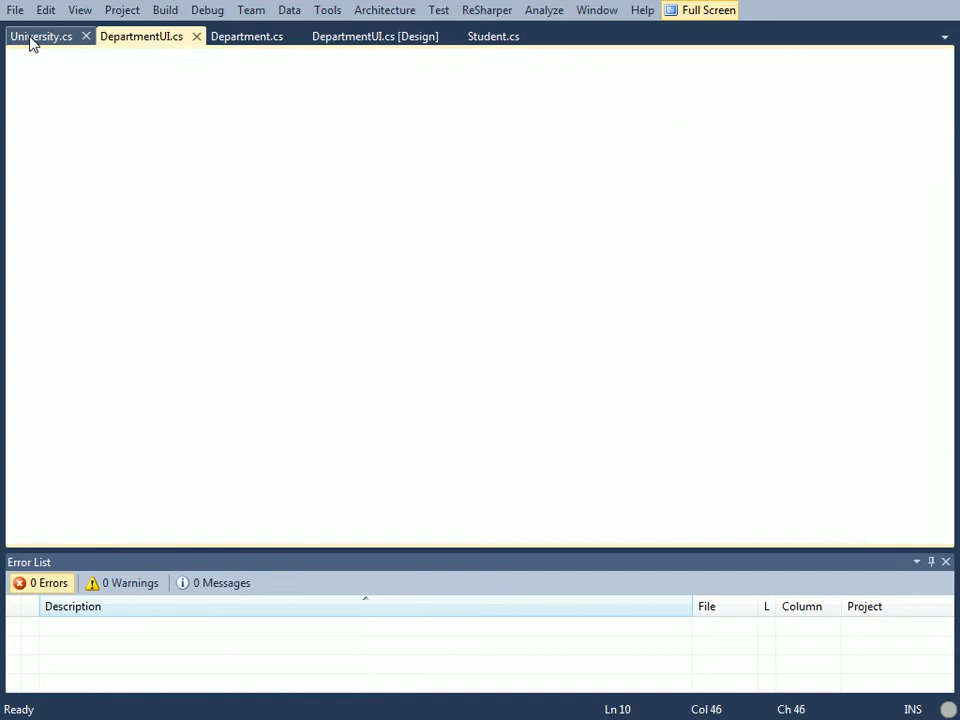 File Edit View Project Build Debug Team Data Tools Architecture Test ReSharper Analyze Window Help Full Screen
University.cs DepartmentUI.cs Department.cs DepartmentUI.cs [Design] Student.cs
Error List
0 Errors 0 Warnings 0 Messages
Description File L Column Project
Ready Ln 10 Col 46 Ch 46 INS